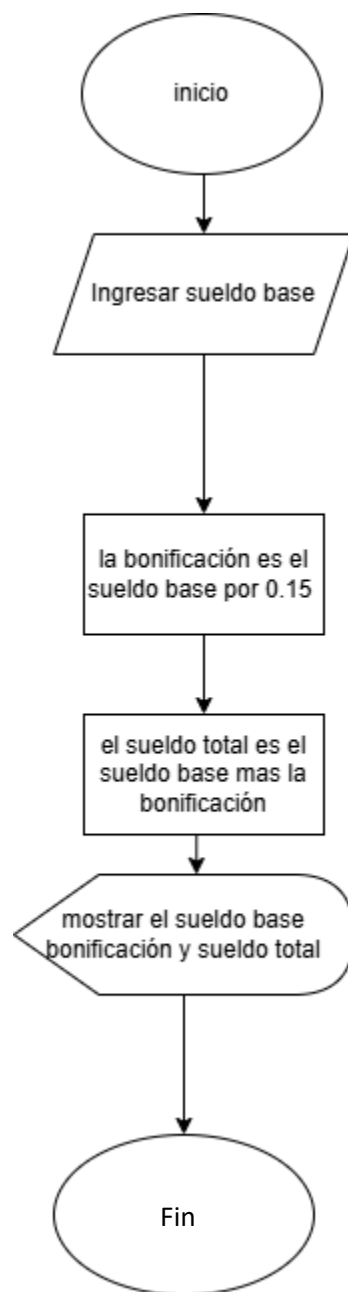 inicio
Ingresar sueldo base
la bonificación es el
sueldo base por 0.15
el sueldo total es el
sueldo base mas la
bonificación
mostrar el sueldo base
bonificación y sueldo total
Fin